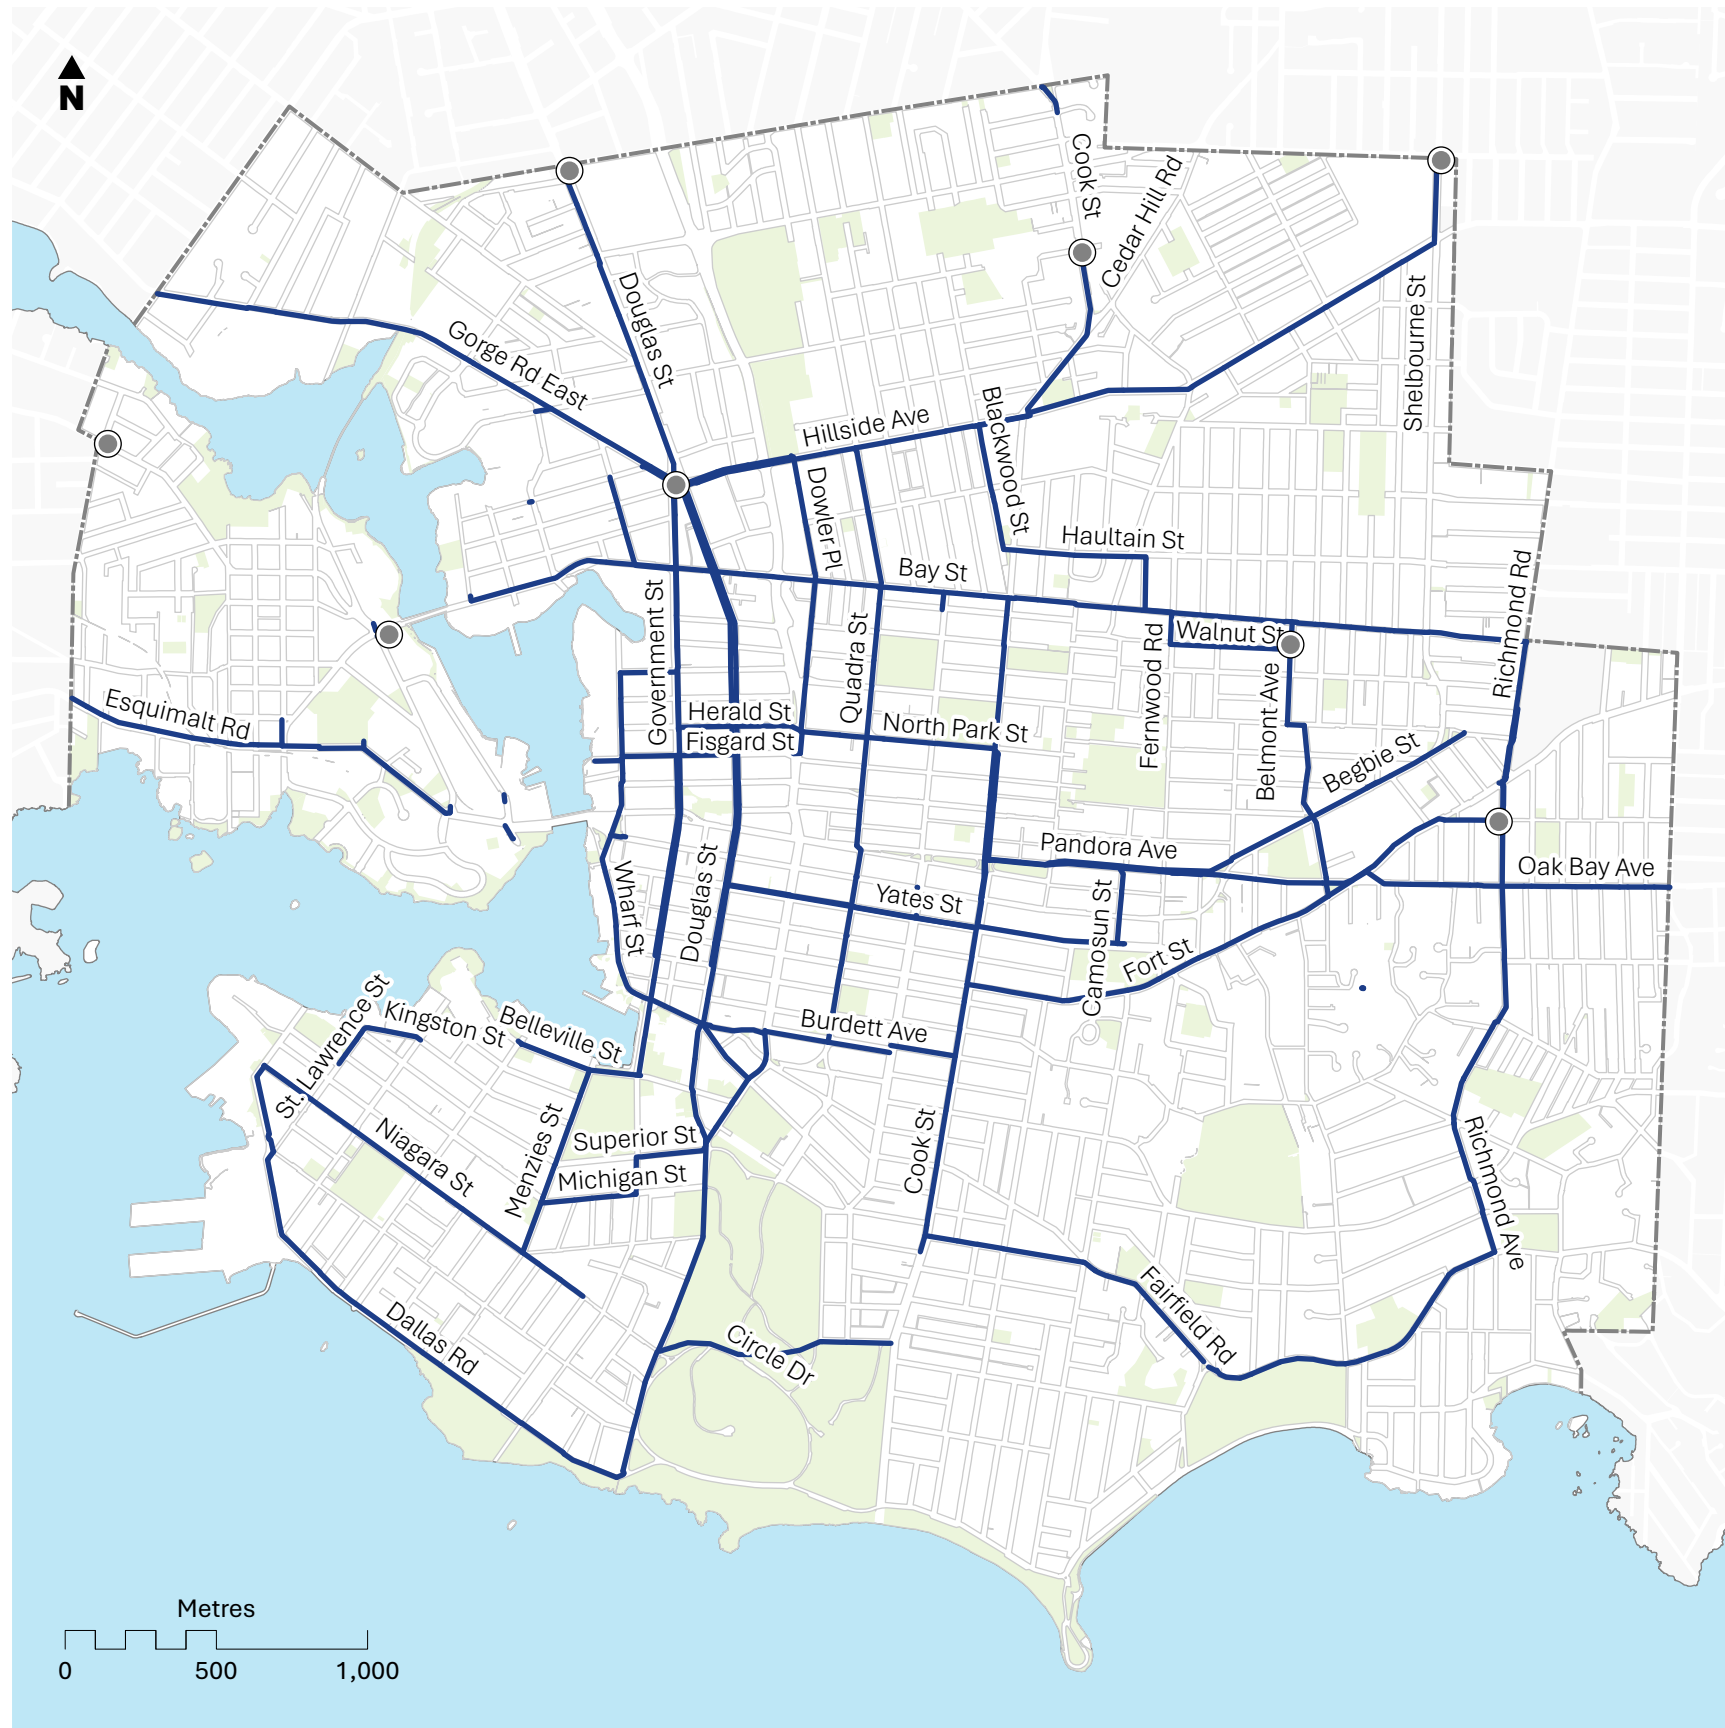 N
Cook St
Cedar Hill Rd
Douglas St
Shelbourne St
Gorge Rd East
Blackwood St
Hillside Ave
Dowler Pl
Haultain St
Richmond Rd
Bay St
Government St
Walnut St
Quadra St
Fernwood Rd
Belmont Ave
Esquimalt Rd
Herald St
North Park St
Fisgard St
Begbie St
Pandora Ave
Oak Bay Ave
Wharf St
Douglas St
Yates St
Camosun St
Fort St
St. Lawrence St
Kingston St
Belleville St
Burdett Ave
Niagara St
Menzies St
Superior St
Cook St
Michigan St
Richmond Ave
Dallas Rd
Circle Dr
Fairfield Rd
Metres
0 500 1,000